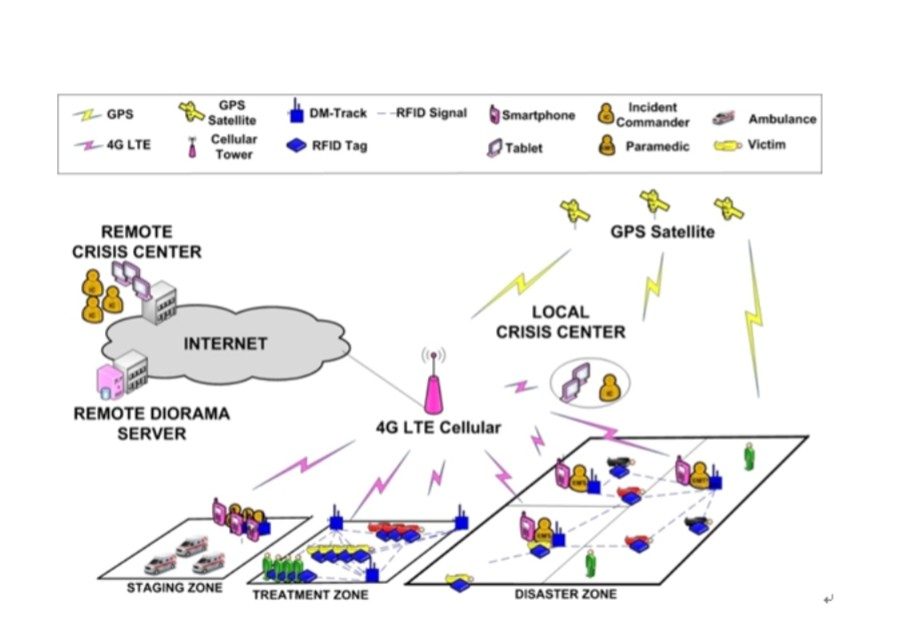 GPS
GPS
Satellite
DM-Track
RFID Signal
Smartphone
Incident
Commander
Ambulance
4G LTE
Cellular
Tower
RFID Tag
Tablet
Paramedic
Victim
REMOTE
CRISIS CENTER
GPS Satellite
LOCAL
CRISIS CENTER
INTERNET
REMOTE DIORAMA
SERVER
4G LTE Cellular
STAGING ZONE
TREATMENT ZONE
DISASTER ZONE